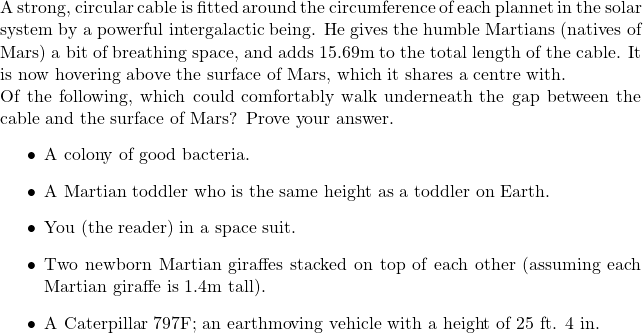 A strong, circular cable is fitted around the circumference of each plannet in the solar
system by a powerful intergalactic being. He gives the humble Martians (natives of
Mars) a bit of breathing space, and adds 15.69m to the total length of the cable. It
is now hovering above the surface of Mars, which it shares a centre with.
Of the following, which could comfortably walk underneath the gap between the
cable and the surface of Mars? Prove your answer.
• A colony of good bacteria.
• A Martian toddler who is the same height as a toddler on Earth.
• You (the reader) in a space suit.
• Two newborn Martian giraffes stacked on top of each other (assuming each
Martian giraffe is 1.4m tall).
• A Caterpillar 797F; an earthmoving vehicle with a height of 25 ft. 4 in.